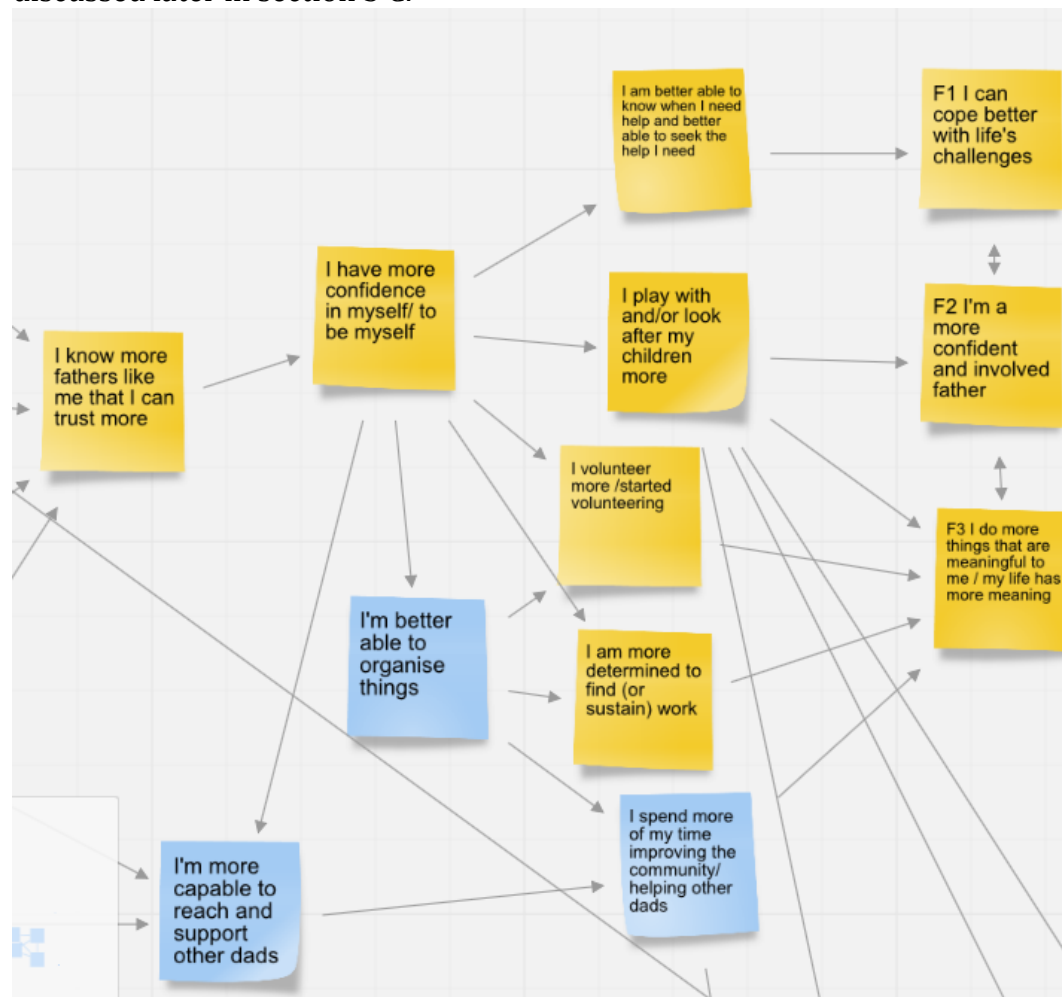 I am better able to
know when I need
help and better
able to seek the
help I need
F1 I can
cope better
with life's
challenges
I have more
confidence
in myself/ to
be myself
I play with
and/or look
after my
children
more
F2 I'm a
more
confident
and involved
father
I know more
fathers like
me that I can
trust more
I volunteer
more /started
volunteering
F3 I do more
things that are
meaningful to
me / my life has
more meaning
I'm better
able to
organise
things
I am more
determined to
find (or
sustain) work
I spend more
of my time
improving the
community/
helping other
dads
I'm more
capable to
reach and
support
other dads